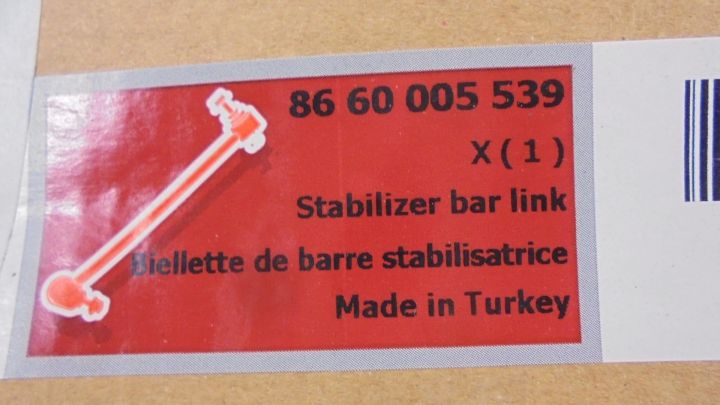 86 60 005 539
X ( 1 )
Stabilizer bar link
Biellette de barre stabilisatrice
Made in Turkey